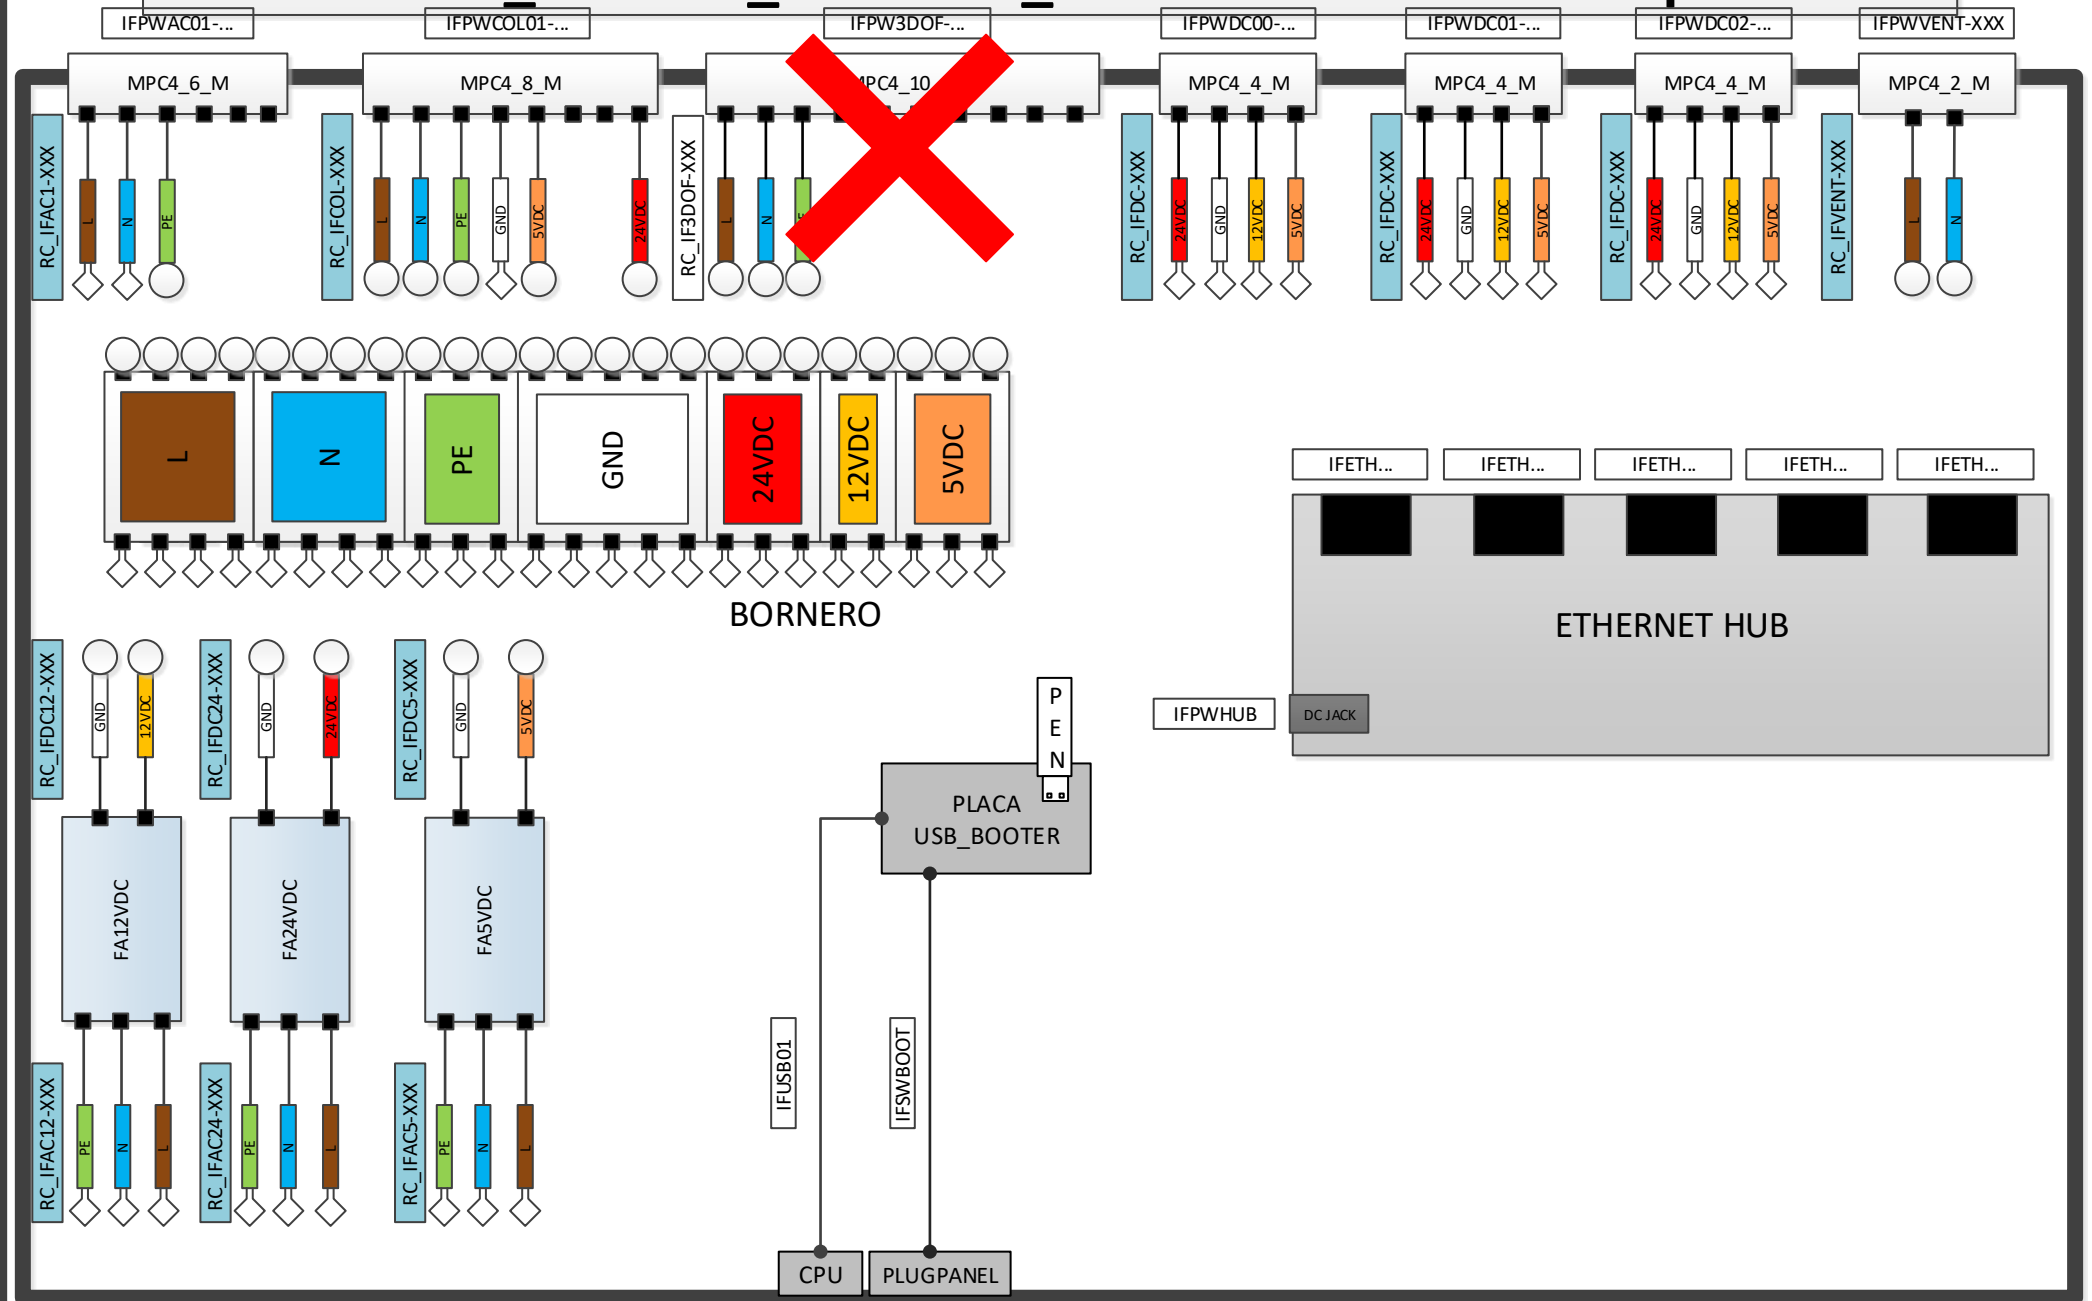 IFPWAC01-...
IFPWCOL01-...
IFPW3DOF-...
IFPWDC00-...
IFPWDC01-...
IFPWDC02-...
IFPWVENT-XXX
MPC4_6_M
MPC4_8_M
MPC4_10
MPC4_4_M
MPC4_4_M
MPC4_4_M
MPC4_2_M
RC_IFAC1-XXX
L
N
PE
RC_IFCOL-XXX
L
N
PE
GND
5VDC
24VDC
RC_IF3DOF-XXX
L
N
RC_IFDC-XXX
24VDC
GND
12VDC
5VDC
RC_IFDC-XXX
24VDC
GND
12VDC
5VDC
RC_IFDC-XXX
24VDC
GND
12VDC
5VDC
RC_IFVENT-XXX
L
N
L
N
PE
GND
24VDC
12VDC
5VDC
BORNERO
IFETH...
IFETH...
IFETH...
IFETH...
IFETH...
ETHERNET HUB
IFPWHUB
DC JACK
RC_IFDC12-XXX
GND
12VDC
RC_IFDC24-XXX
GND
24VDC
RC_IFDC5-XXX
GND
5VDC
PEN
PLACA
USB_BOOTER
FA12VDC
FA24VDC
FA5VDC
IFUSB01
IFSWBOOT
RC_IFAC12-XXX
PE
N
L
RC_IFAC24-XXX
PE
N
L
RC_IFAC5-XXX
PE
N
L
CPU
PLUGPANEL